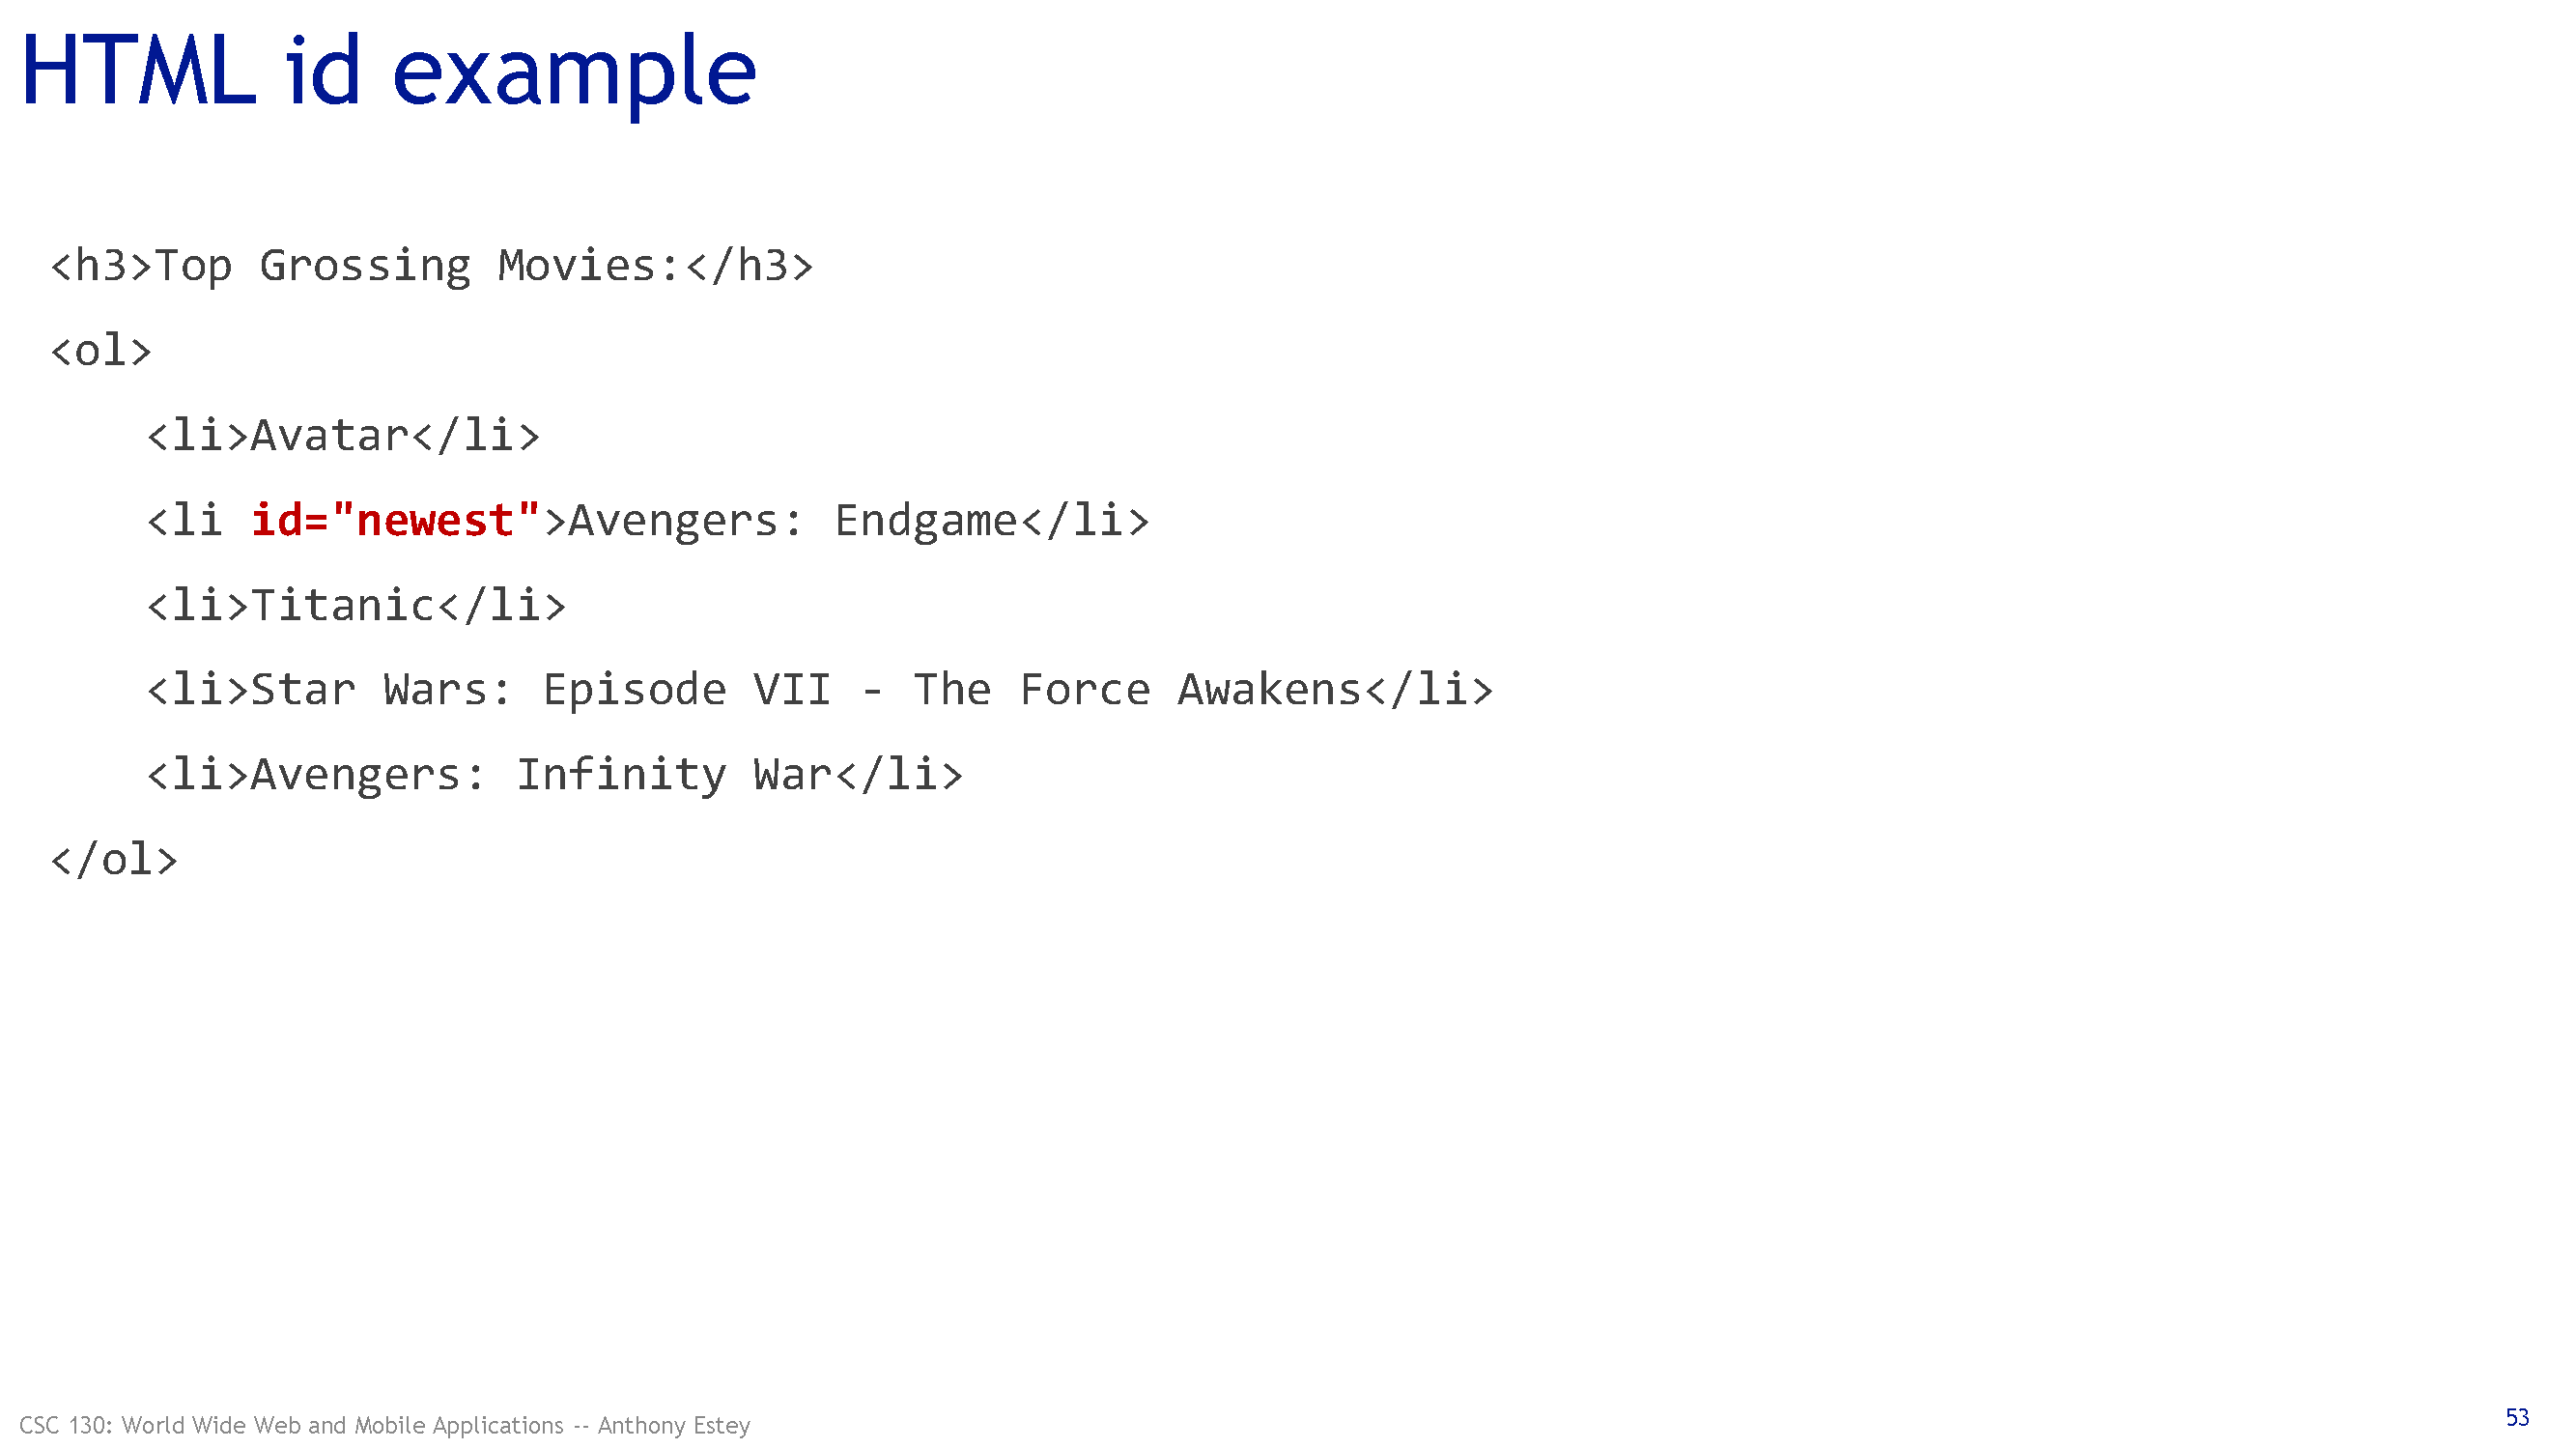 HTML id example
<h3>Top Grossing Movies:</h3>
<ol>
<li>Avatar</li>
<li id="newest">Avengers: Endgame</li>
<li>Titanic</li>
<li>Star Wars: Episode VII - The Force Awakens</li>
<li>Avengers: Infinity War</li>
</ol>
CSC 130: World Wide Web and Mobile Applications -- Anthony Estey
53